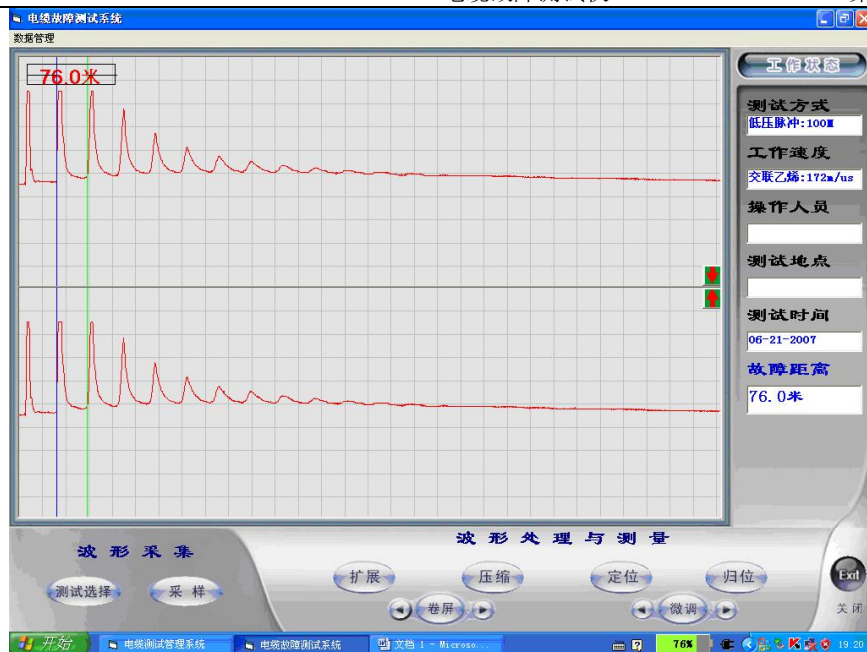 电缆故障测试系统
数据管理
76.0米
工作状态
测试方式
低压脉冲:100M
工作速度
交联乙烯:172m/us
操作人员
测试地点
测试时间
06-21-2007
故障距离
76.0米
波形采集
波形处理与测量
测试选择
采样
扩展
压缩
定位
归位
卷屏
微调
Exit
关闭
开始
电缆测试管理系统
电缆故障测试系统
文档 1 - Microso...
76%
19:20